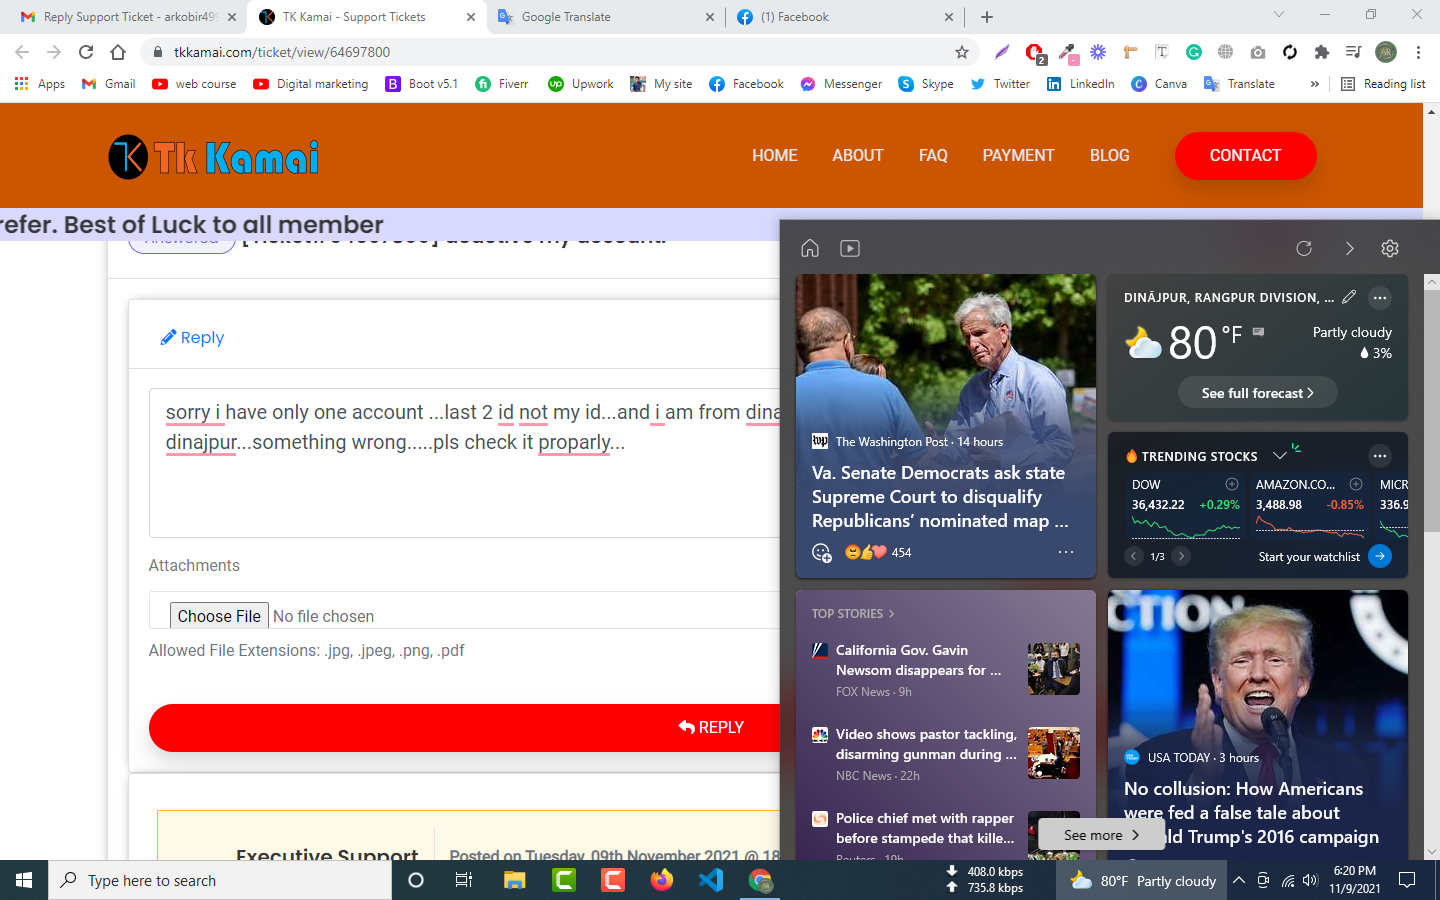 Reply Support Ticket - arkobir499
TK Kamai - Support Tickets
Google Translate
(1) Facebook
tkkamai.com/ticket/view/64697800
2
Apps
Gmail
web course
Digital marketing
Boot v5.1
Fiverr
Upwork
My site
Facebook
Messenger
Skype
Twitter
LinkedIn
Canva
Translate
»
Reading list
Tk Kamai
HOME
ABOUT
FAQ
PAYMENT
BLOG
CONTACT
refer. Best of Luck to all member
Reply
sorry i have only one account ...last 2 id not my id...and i am from dina
dinajpur...something wrong.....pls check it proparly...
Attachments
Choose File No file chosen
Allowed File Extensions: .jpg, .jpeg, .png, .pdf
REPLY
Executive Support
Posted on Tuesday, 09th November 2021 @ 18
The Washington Post · 14 hours
Va. Senate Democrats ask state
Supreme Court to disqualify
Republicans’ nominated map ...
454
TOP STORIES
California Gov. Gavin
Newsom disappears for ...
FOX News · 9h
Video shows pastor tackling,
disarming gunman during ...
NBC News · 22h
Police chief met with rapper
before stampede that kille...
Reuters · 19h
DINĀJPUR, RANGPUR DIVISION, ...
80 °F
Partly cloudy
3%
See full forecast
TRENDING STOCKS
DOW
36,432.22 +0.29%
AMAZON.CO...
3,488.98 -0.85%
MICR
336.9
1/3
Start your watchlist
CTION
USA TODAY · 3 hours
No collusion: How Americans
were fed a false tale about
ald Trump's 2016 campaign
See more
Type here to search
408.0 kbps
735.8 kbps
80°F Partly cloudy
6:20 PM
11/9/2021